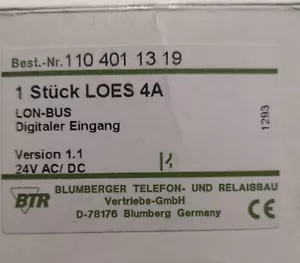 Best.-Nr. 110 401 13 19
1 Stück LOES 4A
LON-BUS
Digitaler Eingang
1293
Version 1.1
24V AC/ DC
BTR
BLUMBERGER TELEFON- UND RELAISBAU
Vertriebs-GmbH
D-78176 Blumberg Germany
CE